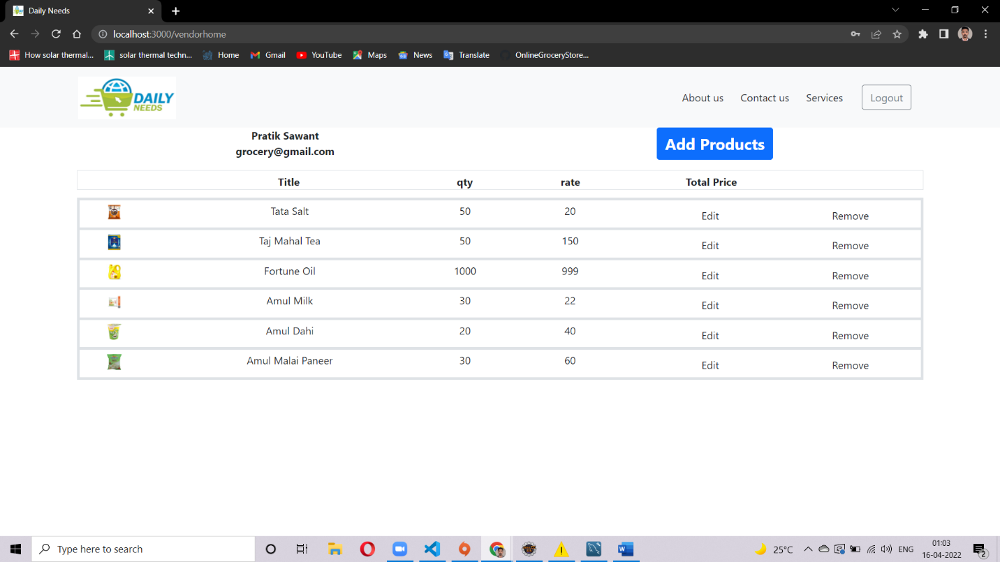 Daily Needs
localhost:3000/vendorhome
How solar thermal... solar thermal techn... Home Gmail YouTube Maps News Translate OnlineGroceryStore...
DAILY
NEEDS
About us Contact us Services Logout
Pratik Sawant
grocery@gmail.com
Add Products
Title qty rate Total Price
Tata Salt 50 20 Edit Remove
Taj Mahal Tea 50 150 Edit Remove
Fortune Oil 1000 999 Edit Remove
Amul Milk 30 22 Edit Remove
Amul Dahi 20 40 Edit Remove
Amul Malai Paneer 30 60 Edit Remove
Type here to search
25°C ENG
01:03
16-04-2022
2